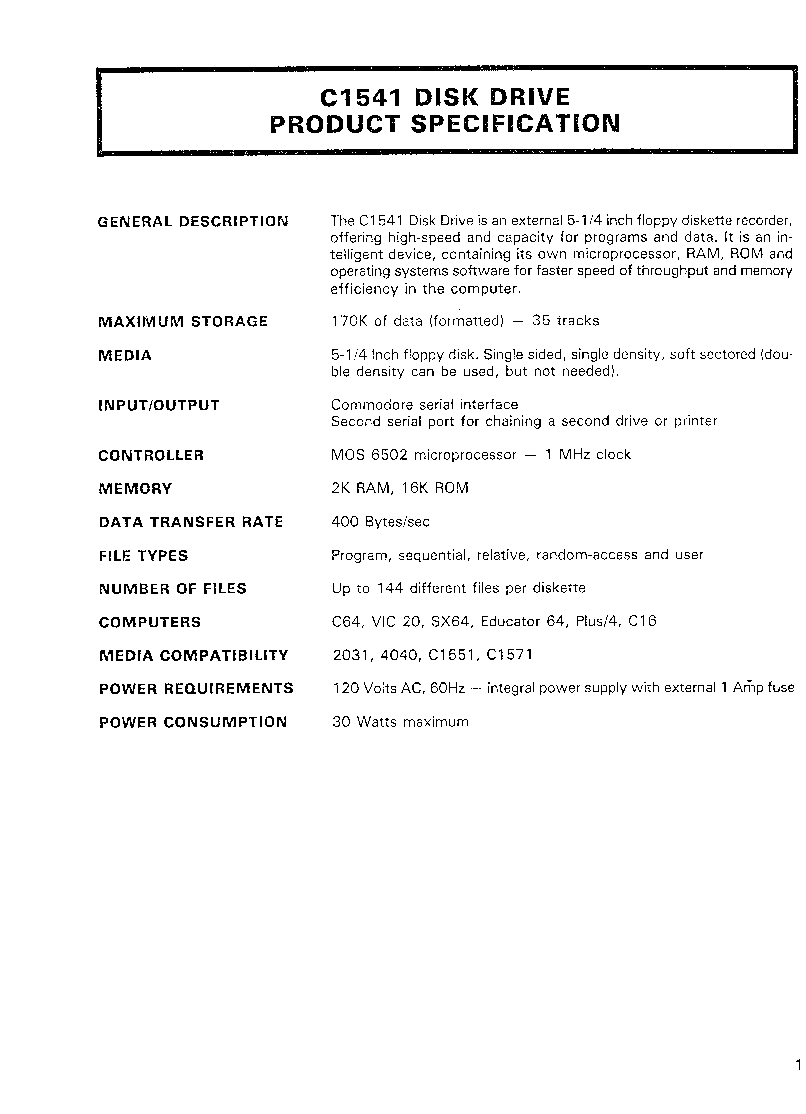 C1541 DISK DRIVE
PRODUCT SPECIFICATION
GENERAL DESCRIPTION
The C1541 Disk Drive is an external 5-1/4 inch floppy diskette recorder,
offering high-speed and capacity for programs and data. It is an in-
telligent device, containing its own microprocessor, RAM, ROM and
operating systems software for faster speed of throughput and memory
efficiency in the computer.
MAXIMUM STORAGE 170K of data (formatted) — 35 tracks
MEDIA 5-1/4 Inch floppy disk. Single sided, single density, soft sectored (dou-
ble density can be used, but not needed).
INPUT/OUTPUT Commodore serial interface
Second serial port for chaining a second drive or printer
CONTROLLER MOS 6502 microprocessor — 1 MHz clock
MEMORY 2K RAM, 16K ROM
DATA TRANSFER RATE 400 Bytes/sec
FILE TYPES Program, sequential, relative, random-access and user
NUMBER OF FILES Up to 144 different files per diskette
COMPUTERS C64, VIC 20, SX64, Educator 64, Plus/4, C16
MEDIA COMPATIBILITY 2031, 4040, C1551, C1571
POWER REQUIREMENTS 120 Volts AC, 60Hz — integral power supply with external 1 Amp fuse
POWER CONSUMPTION 30 Watts maximum
1